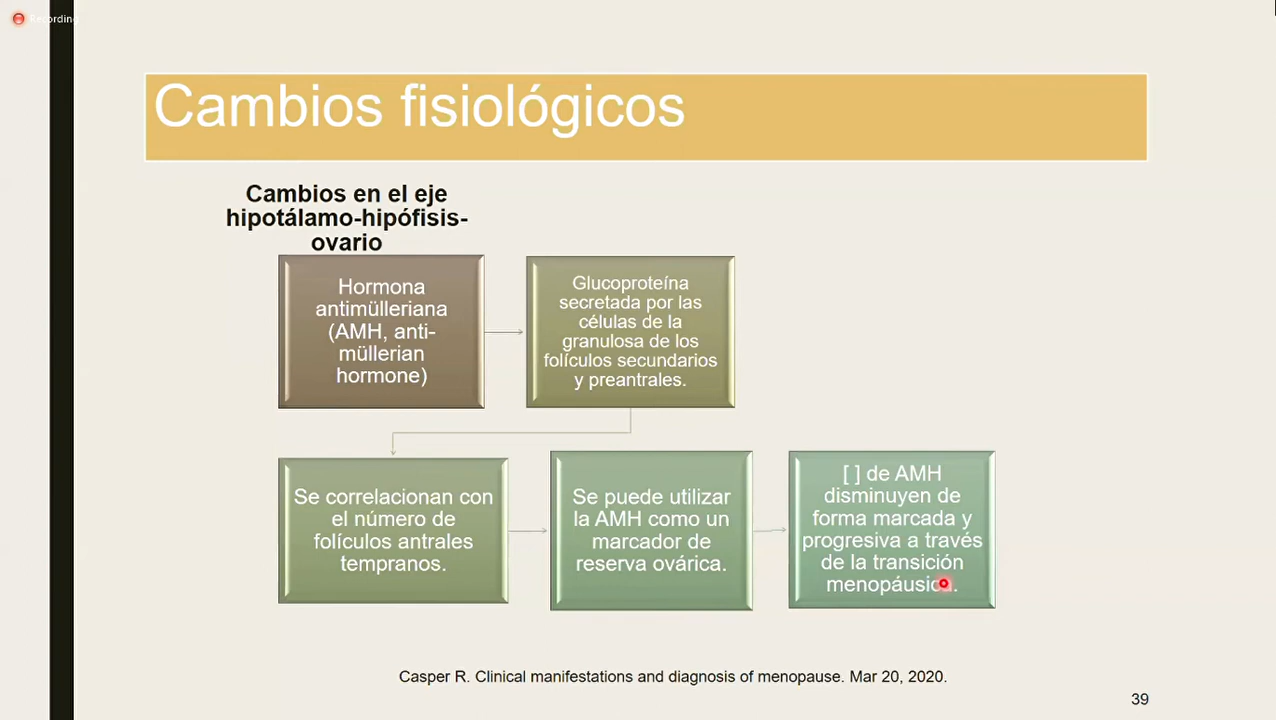 Recording
Cambios fisiológicos
Cambios en el eje
hipotálamo-hipófisis-
ovario
Hormona
antimülleriana
(AMH, anti-
müllerian
hormone)
Glucoproteína
secretada por las
células de la
granulosa de los
folículos secundarios
y preantrales.
Se correlacionan con
el número de
folículos antrales
tempranos.
Se puede utilizar
la AMH como un
marcador de
reserva ovárica.
[ ] de AMH
disminuyen de
forma marcada y
progresiva a través
de la transición
menopáusica.
Casper R. Clinical manifestations and diagnosis of menopause. Mar 20, 2020.
39